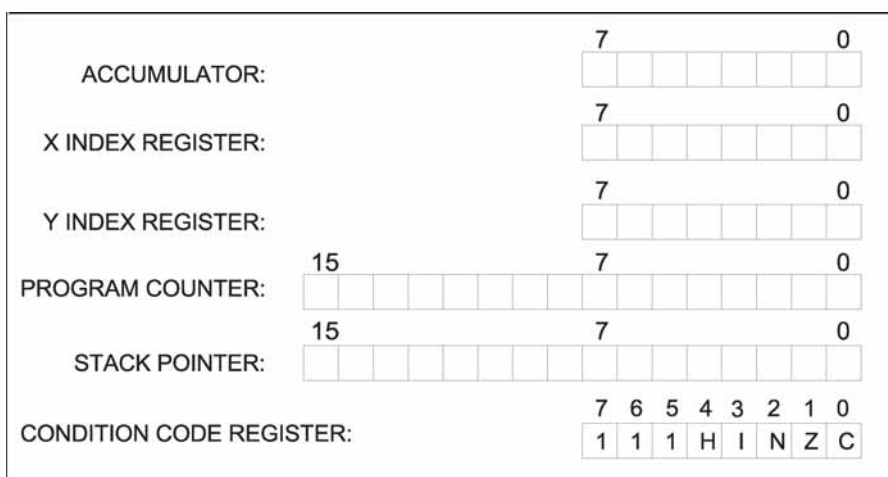 7 0
ACCUMULATOR:
7 0
X INDEX REGISTER:
7 0
Y INDEX REGISTER:
15 7 0
PROGRAM COUNTER:
15 7 0
STACK POINTER:
7 6 5 4 3 2 1 0
CONDITION CODE REGISTER: 1 1 1 H I N Z C